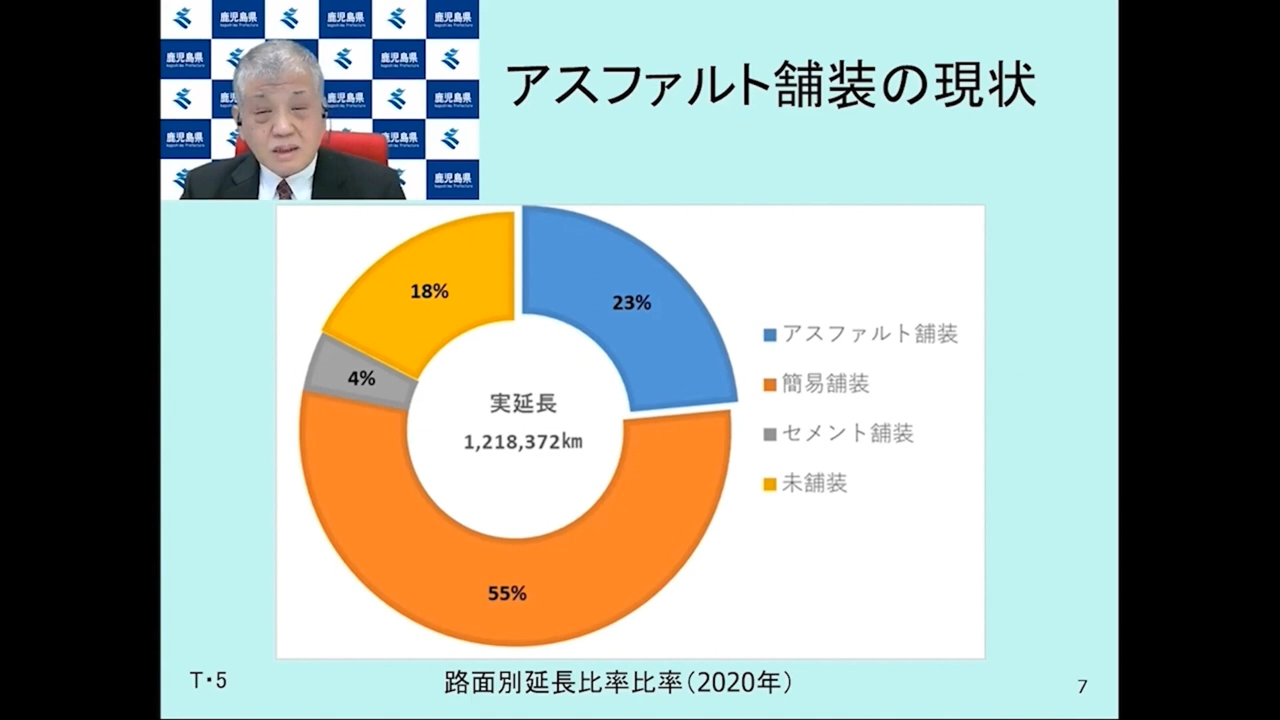 鹿児島県
Kagoshima Prefecture
アスファルト舗装の現状
18%
23%
4%
55%
実延長
1,218,372㎞
アスファルト舗装
簡易舗装
セメント舗装
未舗装
T・5
路面別延長比率比率(2020年)
7